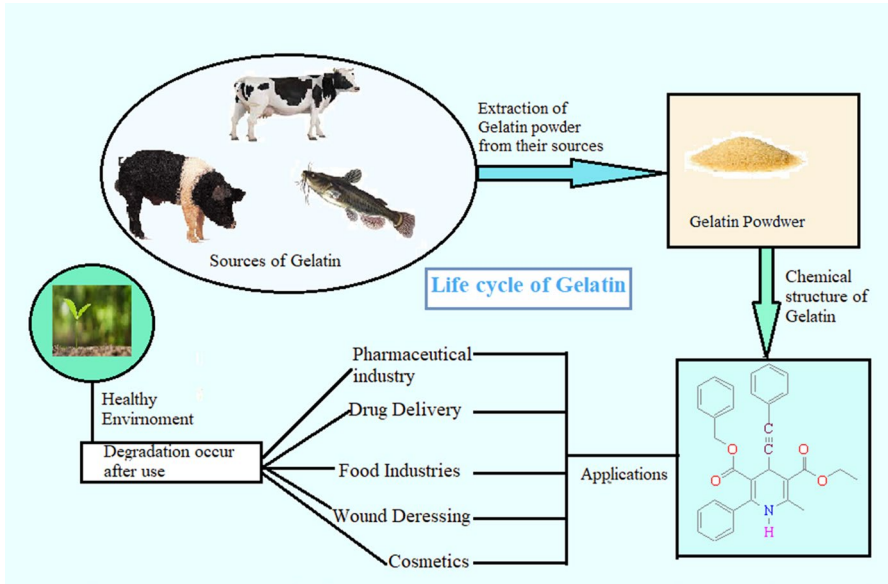 Extraction of
Gelatin powder
from their sources
Sources of Gelatin
Gelatin Powdwer
Life cycle of Gelatin
Chemical
structure of
Gelatin
Pharmaceutical
industry
Drug Delivery
Food Industries
Wound Deressing
Cosmetics
Applications
Healthy
Envirnoment
Degradation occur
after use
O
O
O
O
C
C
N
H